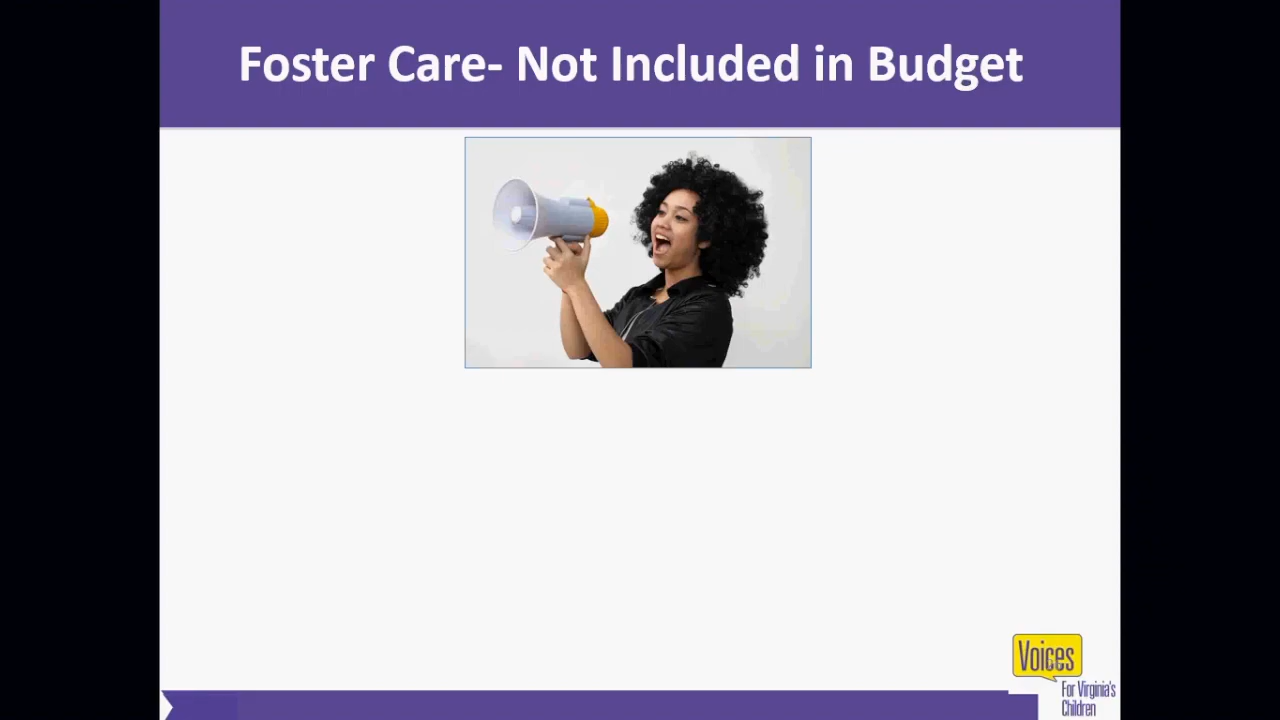 Foster Care- Not Included in Budget
Voices
For Virginia's
Children